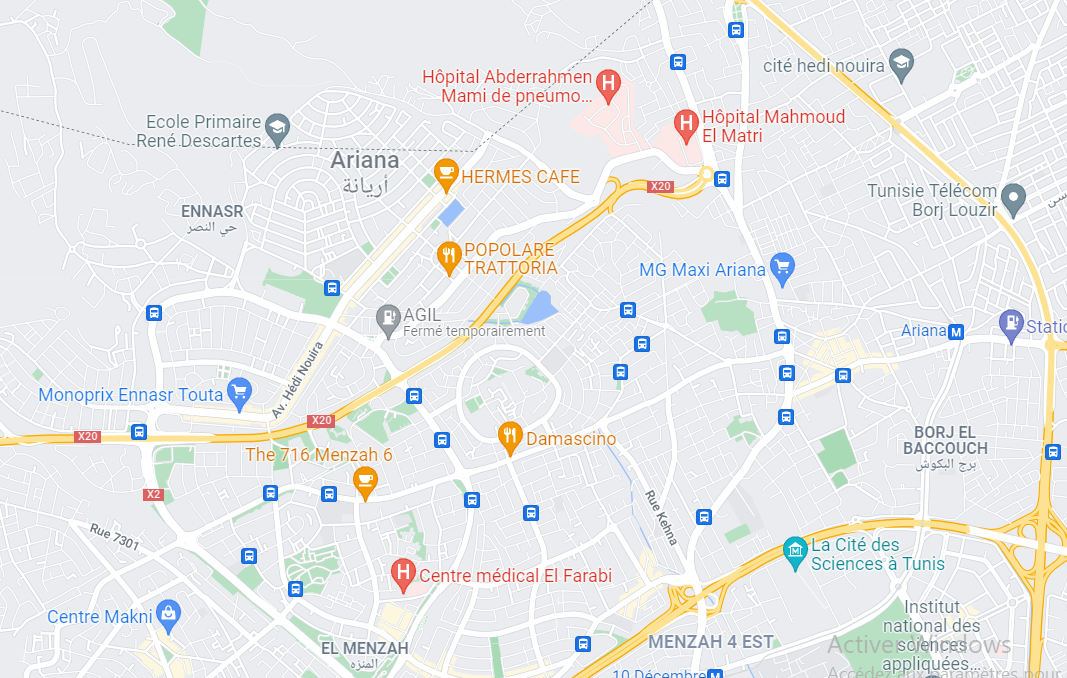 cité hedi nouira
Hôpital Abderrahmen
Mami de pneumo...
Hôpital Mahmoud
El Matri
Ecole Primaire
René Descartes
Ariana
أريانة
HERMES CAFE
X20
Tunisie Télécom
Borj Louzir
ENNASR
حي النصر
POPOLARE
TRATTORIA
MG Maxi Ariana
AGIL
Fermé temporairement
Ariana
M
Static
Av. Hédi Nouira
Monoprix Ennasr Touta
X20
X20
Damascino
BORJ EL
BACCOUCH
برج البكوش
The 716 Menzah 6
X2
Rue 7301
Rue Kehna
La Cité des
Sciences à Tunis
Centre médical El Farabi
Centre Makni
EL MENZAH
المنزه
MENZAH 4 EST
Institut
national des
sciences
appliquées...
10 Décembre
M
Activer Windows
Accédez aux paramètres pour